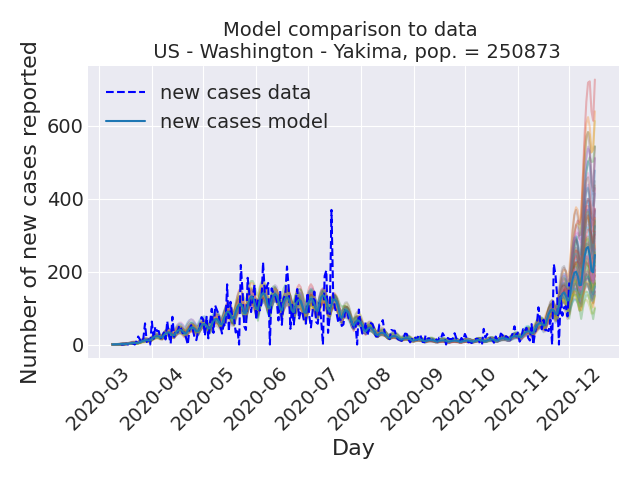 Model comparison to data
US - Washington - Yakima, pop. = 250873
new cases data
new cases model
Number of new cases reported
600
400
200
0
2020-03
2020-04
2020-05
2020-06
2020-07
2020-08
2020-09
2020-10
2020-11
2020-12
Day